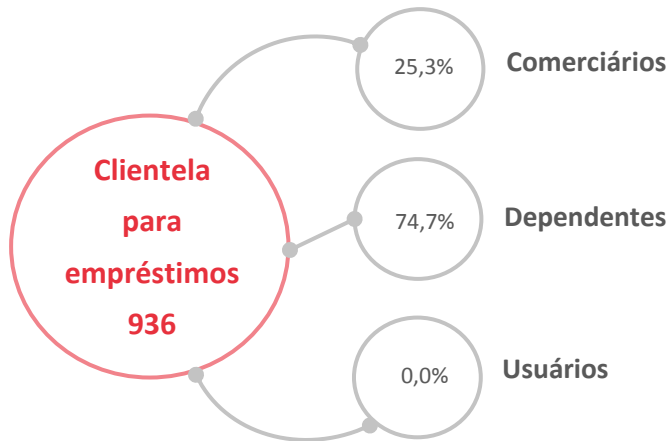 Clientela
para
empréstimos
936
25,3%
Comerciários
74,7%
Dependentes
0,0%
Usuários